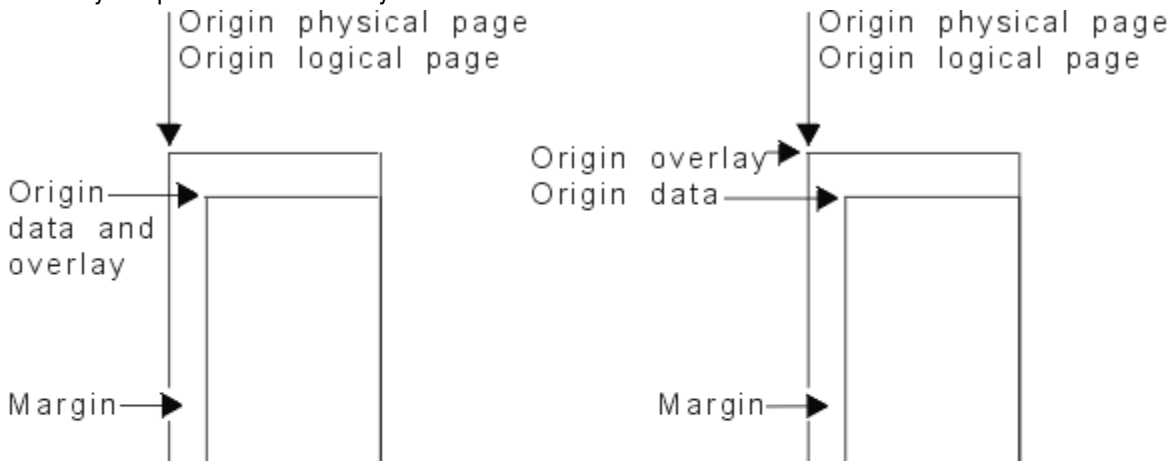 Origin physical page
Origin logical page
Origin
data and
overlay
Margin
Origin physical page
Origin logical page
Origin overlay
Origin data
Margin